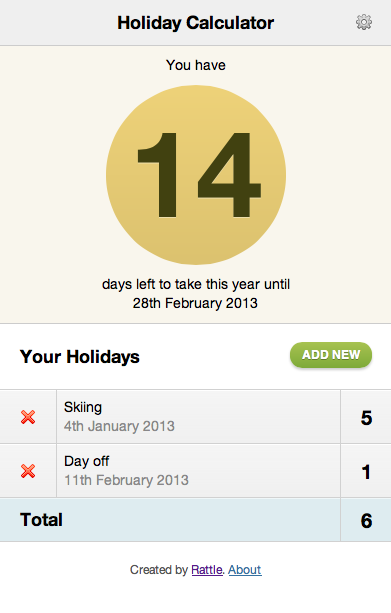 Holiday Calculator
You have
14
days left to take this year until
28th February 2013
Your Holidays
ADD NEW
Skiing
4th January 2013
5
Day off
11th February 2013
1
Total
6
Created by Rattle. About